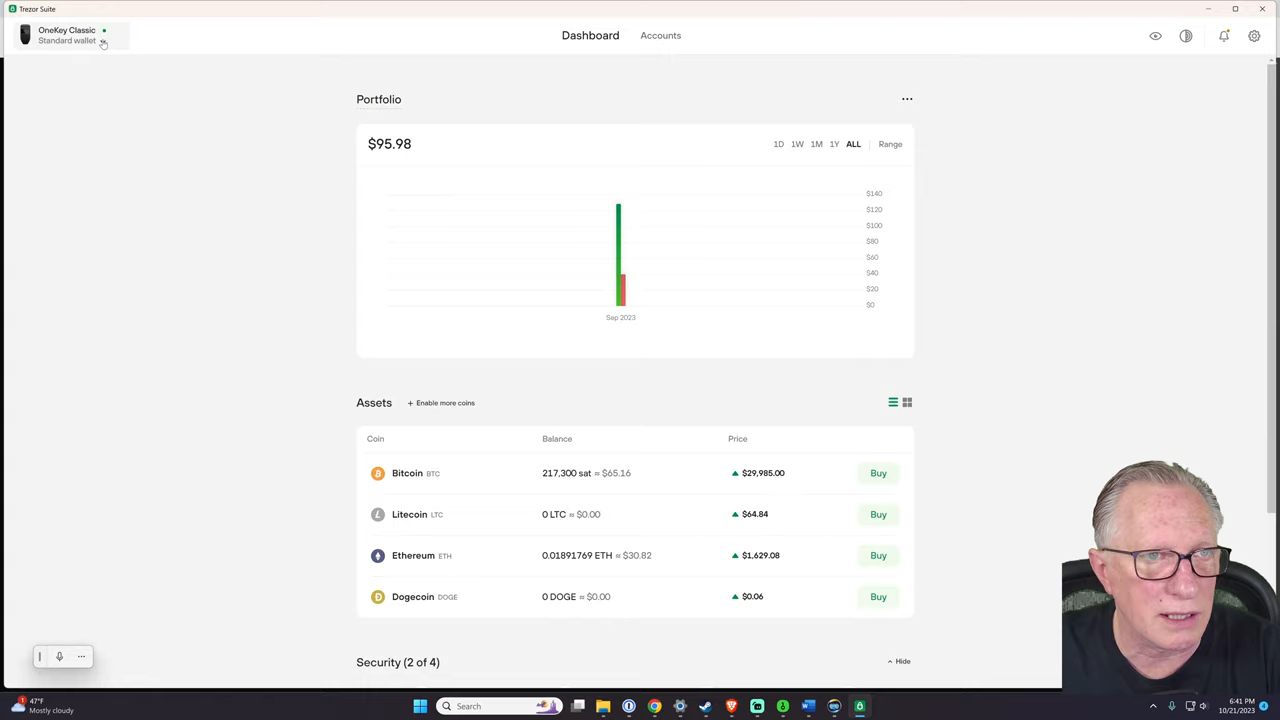 Trezor Suite
OneKey Classic
Standard wallet
Dashboard
Accounts
Portfolio
$95.98
1D 1W 1M 1Y ALL Range
$140
$120
$100
$80
$60
$40
$20
$0
Sep 2023
Assets
+ Enable more coins
Coin Balance Price
Bitcoin BTC 217,300 sat ≈ $65.16 $29,985.00 Buy
Litecoin LTC 0 LTC ≈ $0.00 $64.84 Buy
Ethereum ETH 0.01891769 ETH ≈ $30.82 $1,629.08 Buy
Dogecoin DOGE 0 DOGE ≈ $0.00 $0.06 Buy
Security (2 of 4)
Hide
1
47°F
Mostly cloudy
Search
6:41 PM
10/21/2023